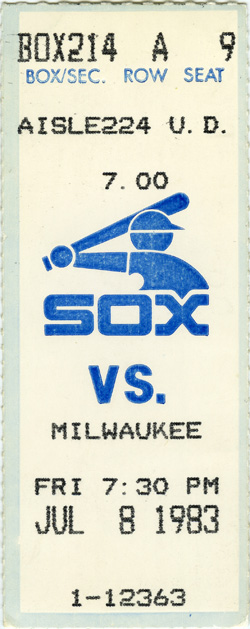 BOX214 A 9
BOX/SEC. ROW SEAT
AISLE224 U.D.
7.00
SOX
VS.
MILWAUKEE
FRI 7:30 PM
JUL 8 1983
1-12363